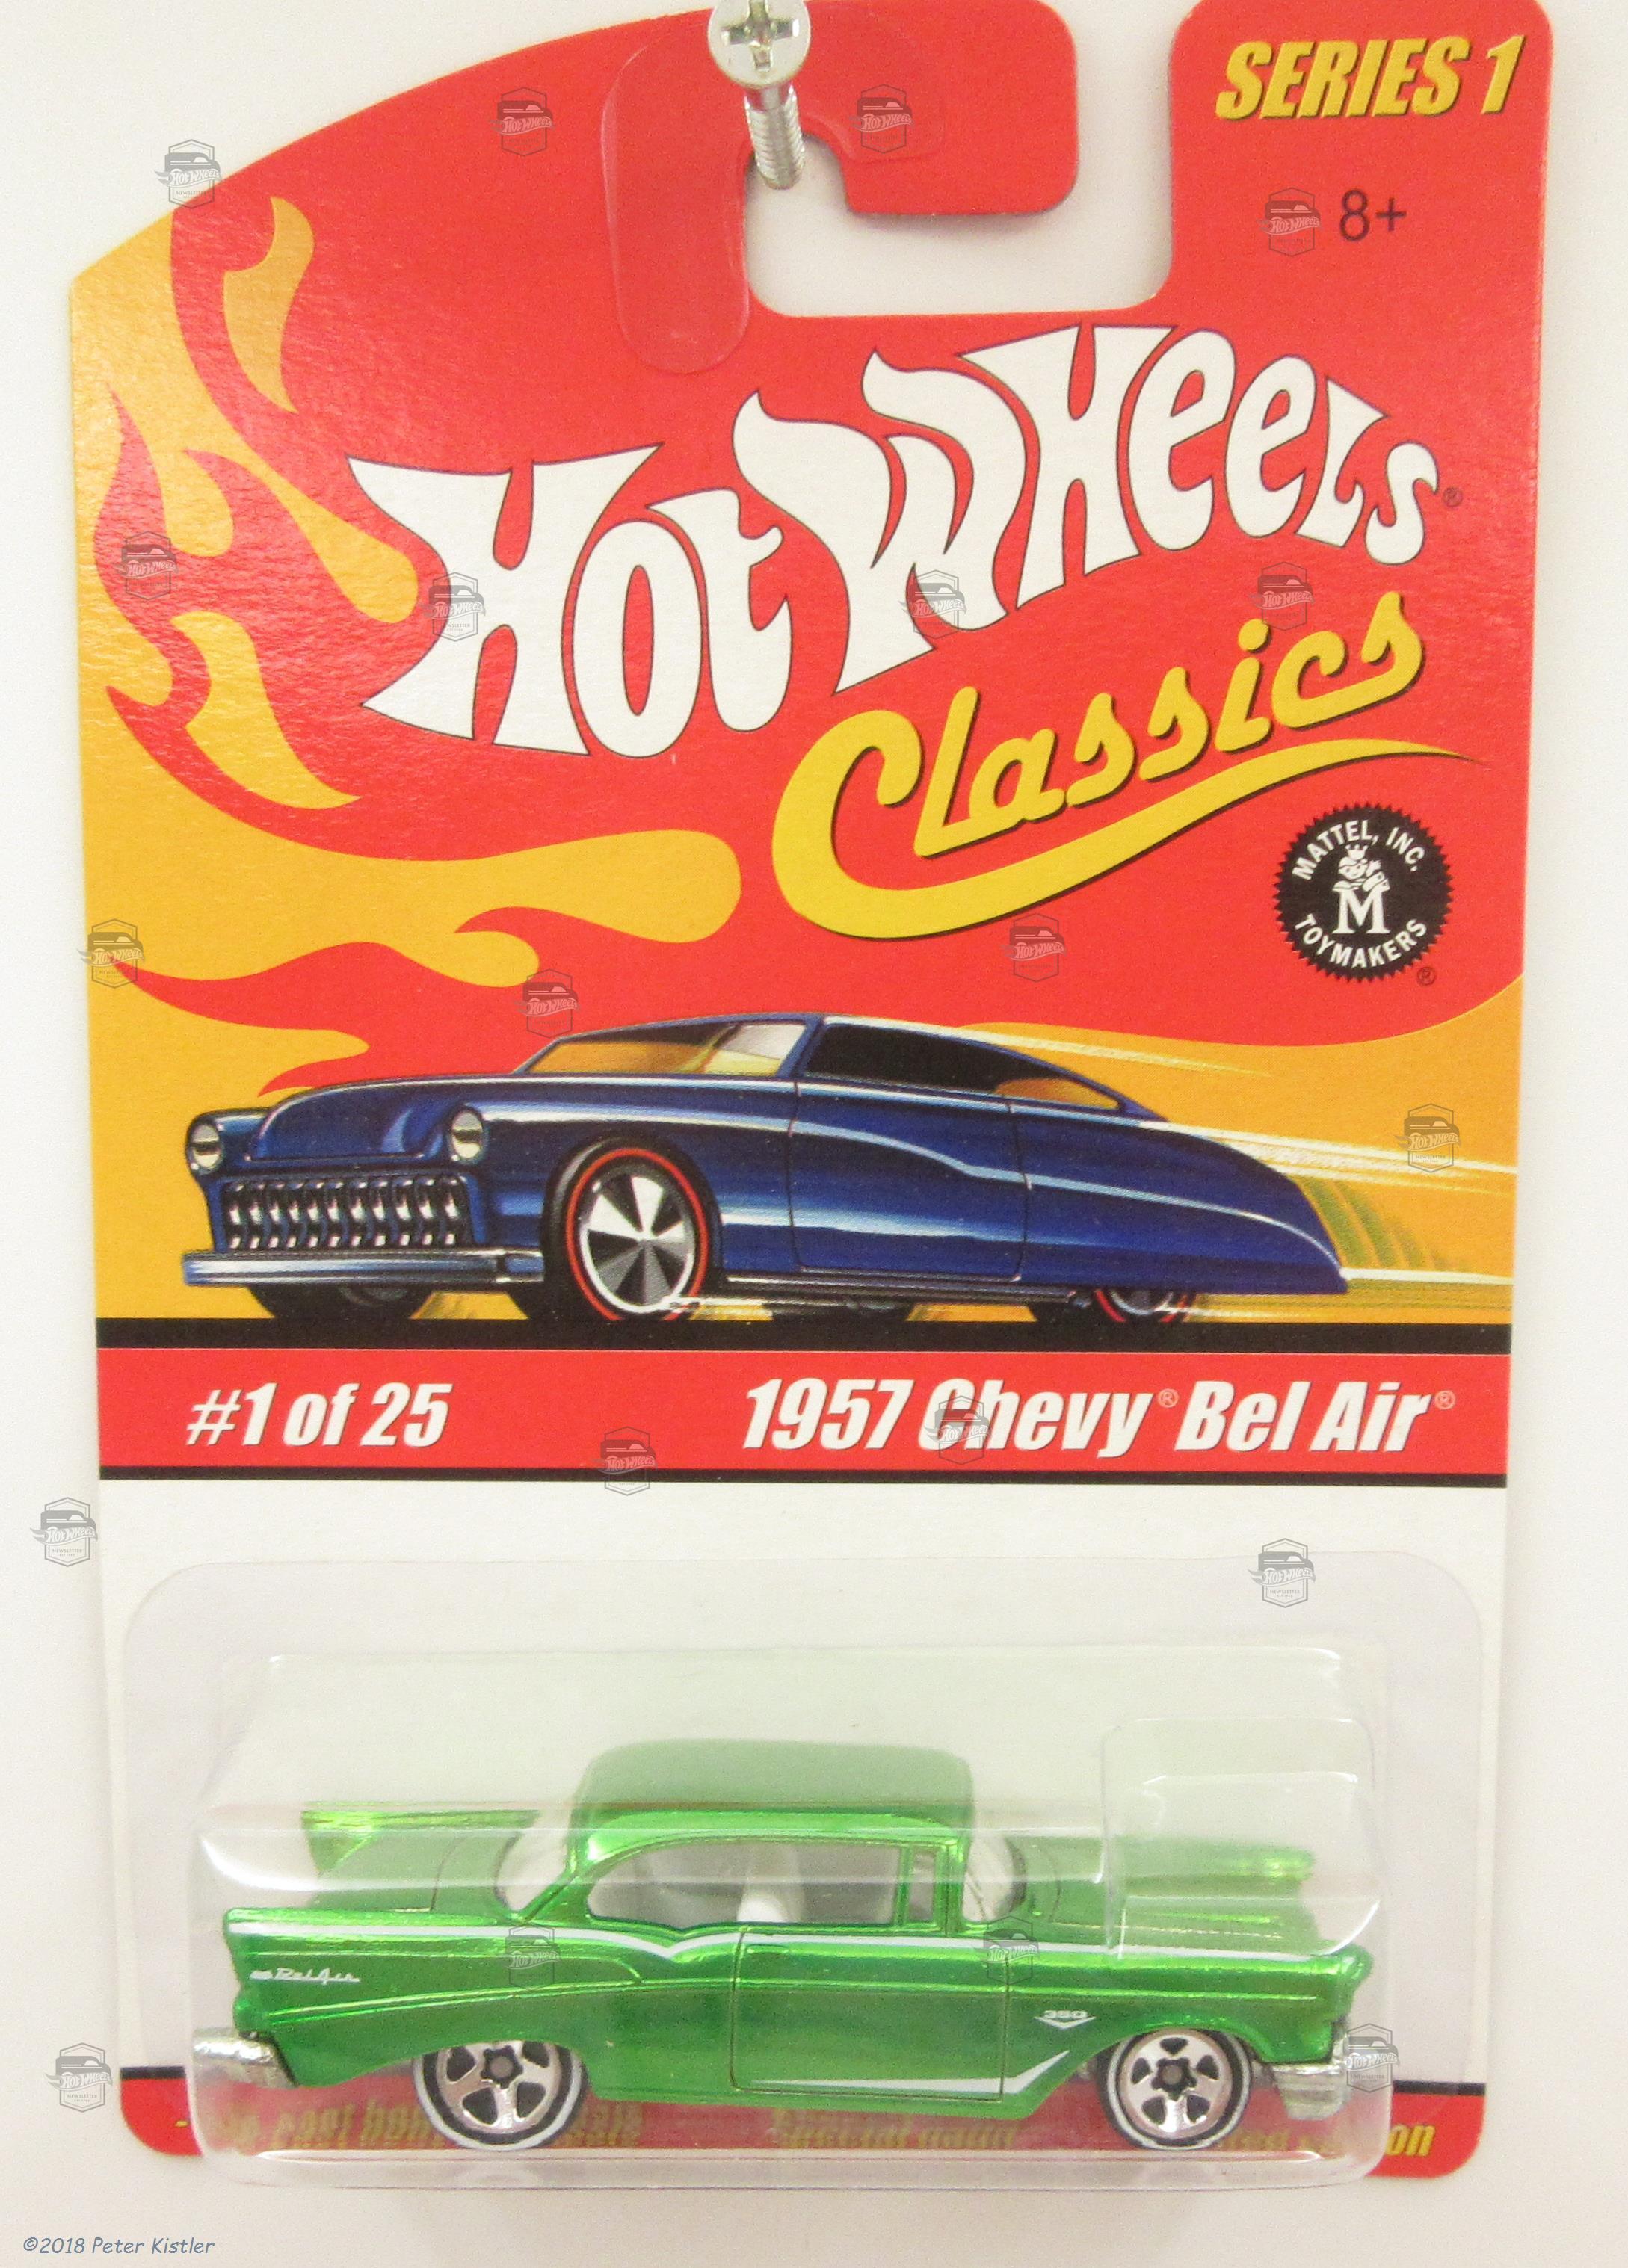 SERIES 1
8+
Hot Wheels®
Classics
MATTEL, INC.
M
TOYMAKERS
®
#1 of 25
1957 Chevy® Bel Air®
Bel Air
©2018 Peter Kistler